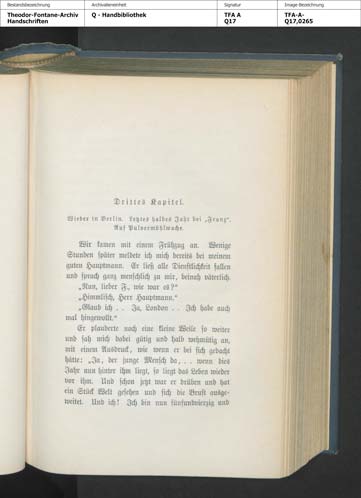 Bestandsbezeichnung
Theodor-Fontane-Archiv
Handschriften
Archivalieneinheit
Q - Handbibliothek
Signatur
TFA A
Q17
Image Bezeichnung
TFA-A-
Q17,0265
Drittes Kapitel.
Wieder in Berlin. Letztes halbes Jahr bei „Franz“.
Auf Pulvermühlwache.
Wir kamen mit einem Frühzug an. Wenige
Stunden später meldete ich mich bereits bei meinem
guten Hauptmann. Er ließ alle Dienstlichkeit fallen
und sprach ganz menschlich zu mir, beinah väterlich.
„Nun, lieber F., wie war es?“
„Himmlisch, Herr Hauptmann.“
„Glaub ich . . Ja, London . . Ich habe auch
mal hingewollt.“
Er plauderte noch eine kleine Weile so weiter
und sah mich dabei gütig und halb wehmütig an,
mit einem Ausdruck, wie wenn er bei sich gedacht
hätte: „Ja, der junge Mensch da, . . wenn dies
Jahr nun hinter ihm liegt, so liegt das Leben wieder
vor ihm. Und schon jetzt war er drüben und hat
ein Stück Welt gesehen und sich die Brust ausge-
weitet. Und ich! Ich bin nun fünfundvierzig und